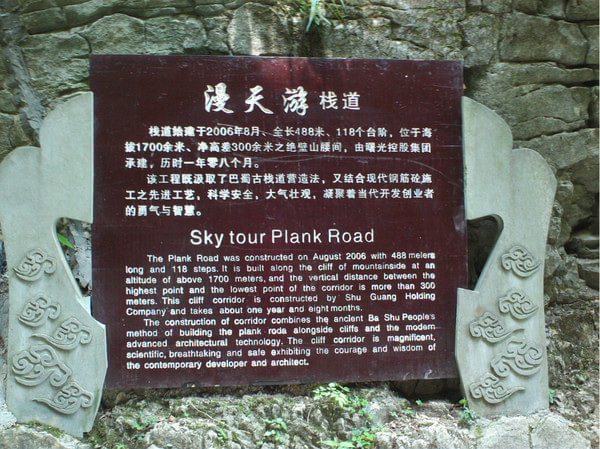 漫天游 栈道
栈道始建于2006年8月、全长488米、118个台阶，位于海
拔1700余米、净高差300余米之绝壁山腰间，由曙光控股集团
承建，历时一年零八个月。
该工程既汲取了巴蜀古栈道营造法，又结合现代钢筋砼施
工之先进工艺，科学安全，大气壮观，凝聚着当代开发创业者
的勇气与智慧。
Sky tour Plank Road
The Plank Road was constructed on August 2006 with 488 meters
long and 118 steps. It is built along the cliff of mountainside at an
altitude of above 1700 meters, and the vertical distance between the
highest point and the lowest point of the corridor is more than 300
meters. This cliff corridor is constructed by Shu Guang Holding
Company and takes about one year and eight months.
The construction of corridor combines the ancient Ba Shu People's
method of building the plank roda alongside cliffs and the modern
advanced architectural technology. The cliff corridor is magnificent,
scientific, breathtaking and safe exhibiting the courage and wisdom of
the contemporary developer and architect.